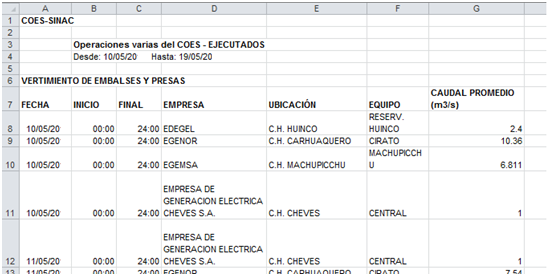 A B C D E F G
1 COES-SINAC
2
3 Operaciones varias del COES - EJECUTADOS
4 Desde: 10/05/20 Hasta: 19/05/20
5
6 VERTIMIENTO DE EMBALSES Y PRESAS
CAUDAL PROMEDIO
7 FECHA INICIO FINAL EMPRESA UBICACIÓN EQUIPO (m3/s)
RESERV.
8 10/05/20 00:00 24:00 EDEGEL C.H. HUINCO HUINCO 2.4
9 10/05/20 00:00 24:00 EGENOR C.H. CARHUAQUERO CIRATO 10.36
MACHUPICCH
10 10/05/20 00:00 24:00 EGEMSA C.H. MACHUPICCHU U 6.811
EMPRESA DE
GENERACION ELECTRICA
11 10/05/20 00:00 24:00 CHEVES S.A. C.H. CHEVES CENTRAL 1
EMPRESA DE
GENERACION ELECTRICA
12 11/05/20 00:00 24:00 CHEVES S.A. C.H. CHEVES CENTRAL 1
13 11/05/20 00:00 24:00 EGENOR C.H. CARHUAQUERO CIRATO 7.54